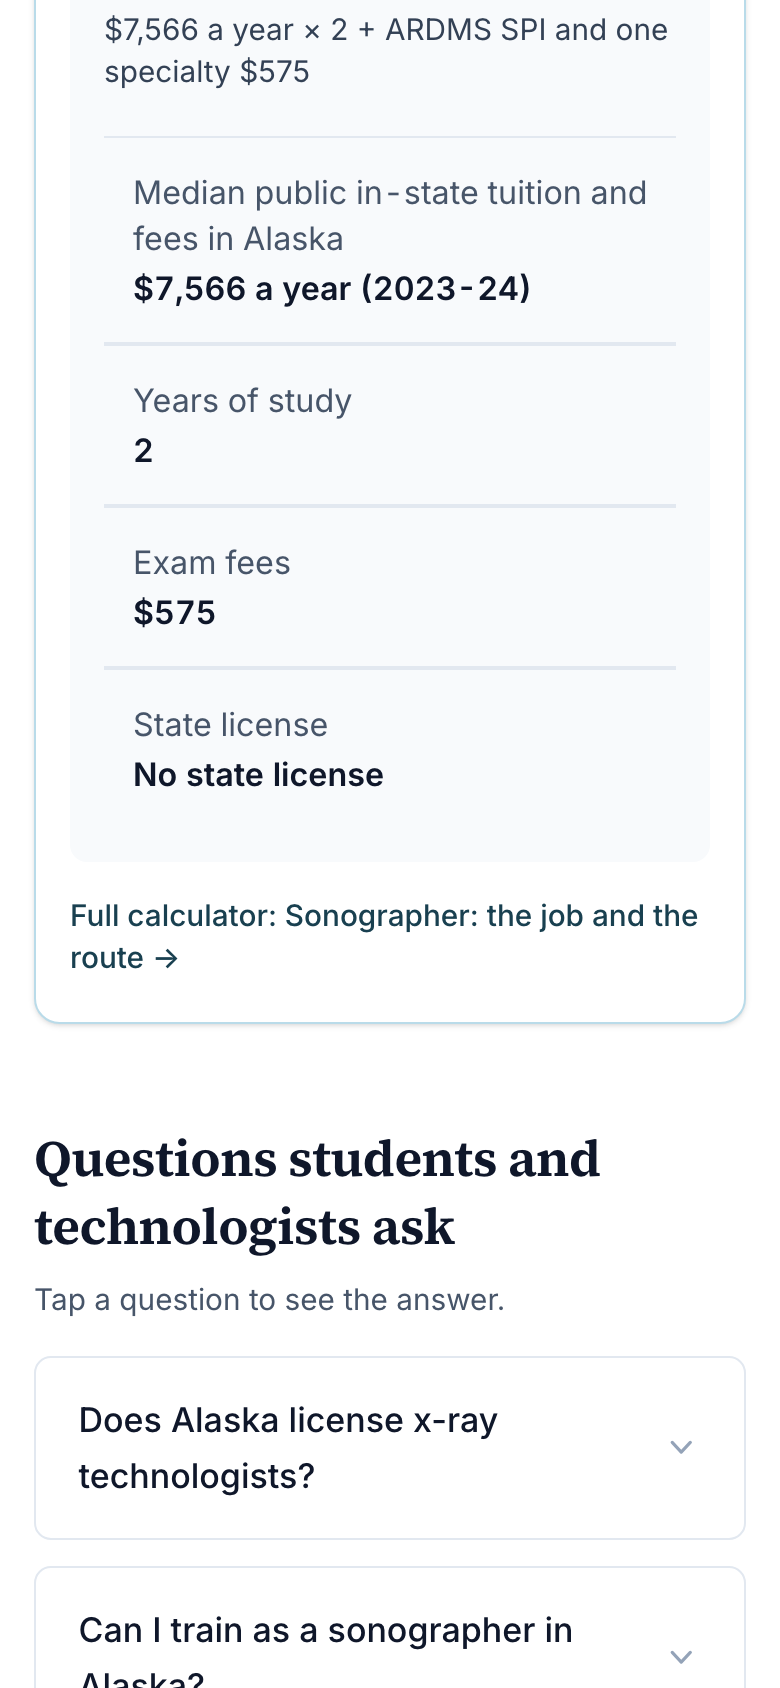 $7,566 a year × 2 + ARDMS SPI and one
specialty $575
Median public in-state tuition and
fees in Alaska
$7,566 a year (2023-24)
Years of study
2
Exam fees
$575
State license
No state license
Full calculator: Sonographer: the job and the
route →
Questions students and
technologists ask
Tap a question to see the answer.
Does Alaska license x-ray
technologists?
Can I train as a sonographer in
Alaska?